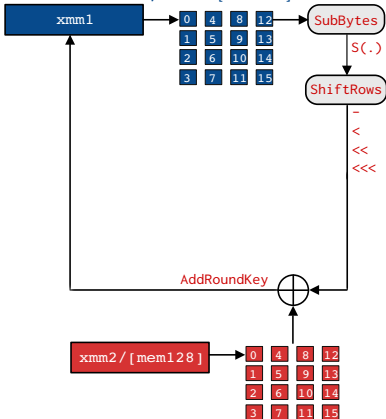 xmm1
0 4 8 12
1 5 9 13
2 6 10 14
3 7 11 15
SubBytes
S(.)
ShiftRows
-
<
<<
<<<
AddRoundKey
xmm2/[mem128]
0 4 8 12
1 5 9 13
2 6 10 14
3 7 11 15